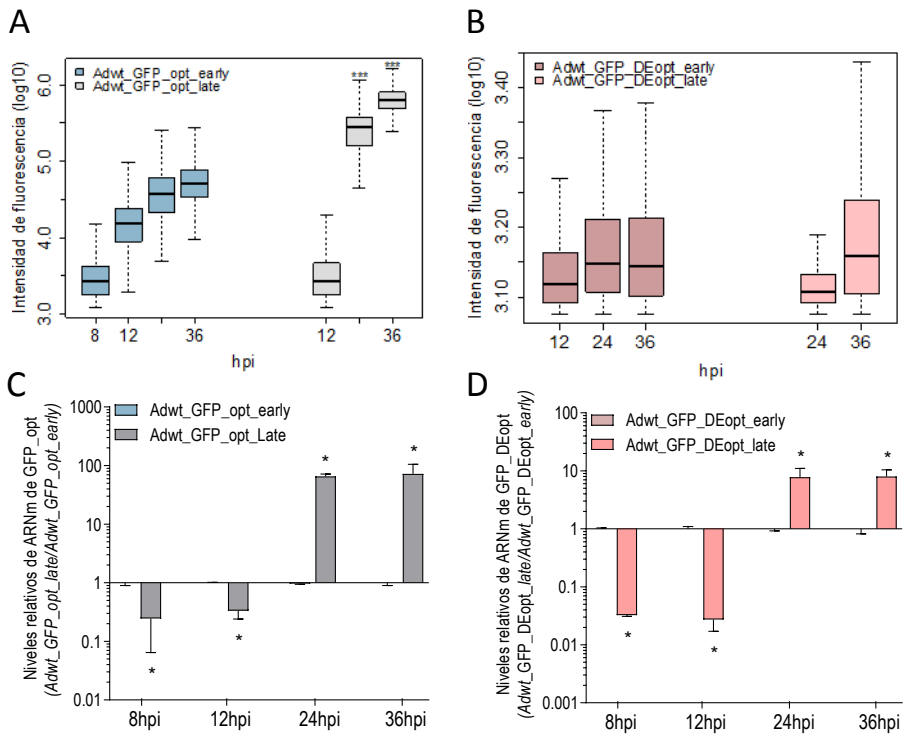 A
Intensidad de fluorescencia (log10)
6.0
5.0
4.0
3.0
Adwt_GFP_opt_early
Adwt_GFP_opt_late
***
***
8
12
36
12
36
hpi
B
Intensidad de fluorescencia (log10)
3.40
3.30
3.20
3.10
Adwt_GFP_DEopt_early
Adwt_GFP_DEopt_late
12
24
36
24
36
hpi
C
Niveles relativos de ARNm de GFP_opt
(Adwt_GFP_opt_late/Adwt_GFP_opt_early)
1000
100
10
1
0.1
0.01
Adwt_GFP_opt_early
Adwt_GFP_opt_Late
*
*
*
*
8hpi
12hpi
24hpi
36hpi
D
Niveles relativos de ARNm de GFP_DEopt
(Adwt_GFP_DEopt_late/Adwt_GFP_DEopt_early)
100
10
1
0.1
0.01
0.001
Adwt_GFP_DEopt_early
Adwt_GFP_DEopt_late
*
*
*
*
8hpi
12hpi
24hpi
36hpi